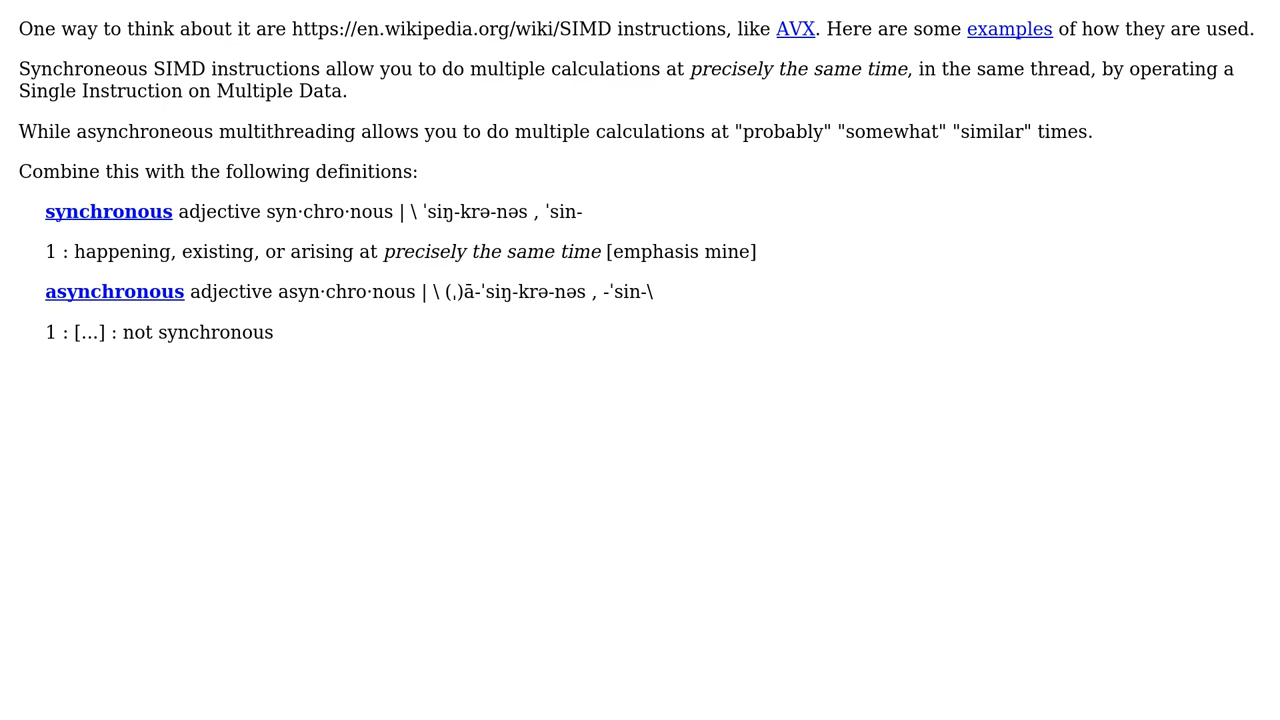 One way to think about it are https://en.wikipedia.org/wiki/SIMD instructions, like AVX. Here are some examples of how they are used.
Synchroneous SIMD instructions allow you to do multiple calculations at precisely the same time, in the same thread, by operating a
Single Instruction on Multiple Data.
While asynchroneous multithreading allows you to do multiple calculations at "probably" "somewhat" "similar" times.
Combine this with the following definitions:
synchronous adjective syn·chro·nous | \ ˈsiŋ-krə-nəs , ˈsin-
1 : happening, existing, or arising at precisely the same time [emphasis mine]
asynchronous adjective asyn·chro·nous | \ (ˌ)ā-ˈsiŋ-krə-nəs , -ˈsin-\
1 : [...] : not synchronous